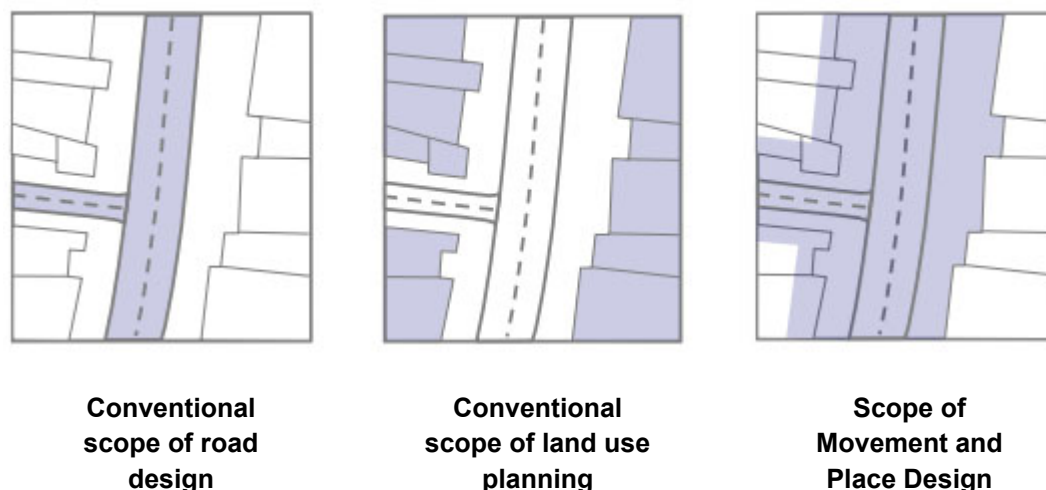 Conventional
scope of road
design
Conventional
scope of land use
planning
Scope of
Movement and
Place Design